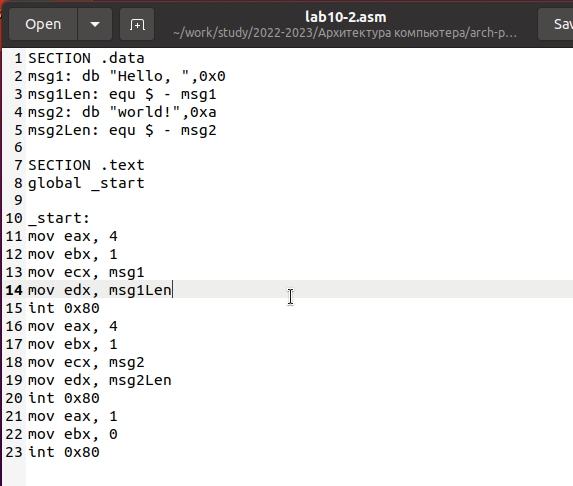 Open
lab10-2.asm
~/work/study/2022-2023/Архитектура компьютера/arch-p…
Sav
1 SECTION .data
2 msg1: db "Hello, ",0x0
3 msg1Len: equ $ - msg1
4 msg2: db "world!",0xa
5 msg2Len: equ $ - msg2
6
7 SECTION .text
8 global _start
9
10 _start:
11 mov eax, 4
12 mov ebx, 1
13 mov ecx, msg1
14 mov edx, msg1Len
15 int 0x80
16 mov eax, 4
17 mov ebx, 1
18 mov ecx, msg2
19 mov edx, msg2Len
20 int 0x80
21 mov eax, 1
22 mov ebx, 0
23 int 0x80